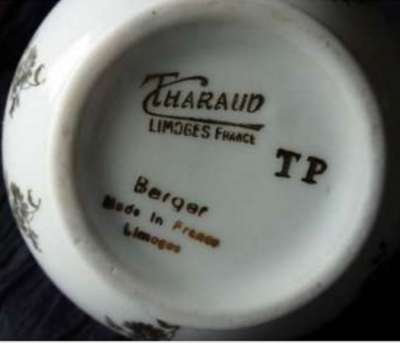 THARAUD
LIMOGES FRANCE
TP
Berger
Made in France
Limoges